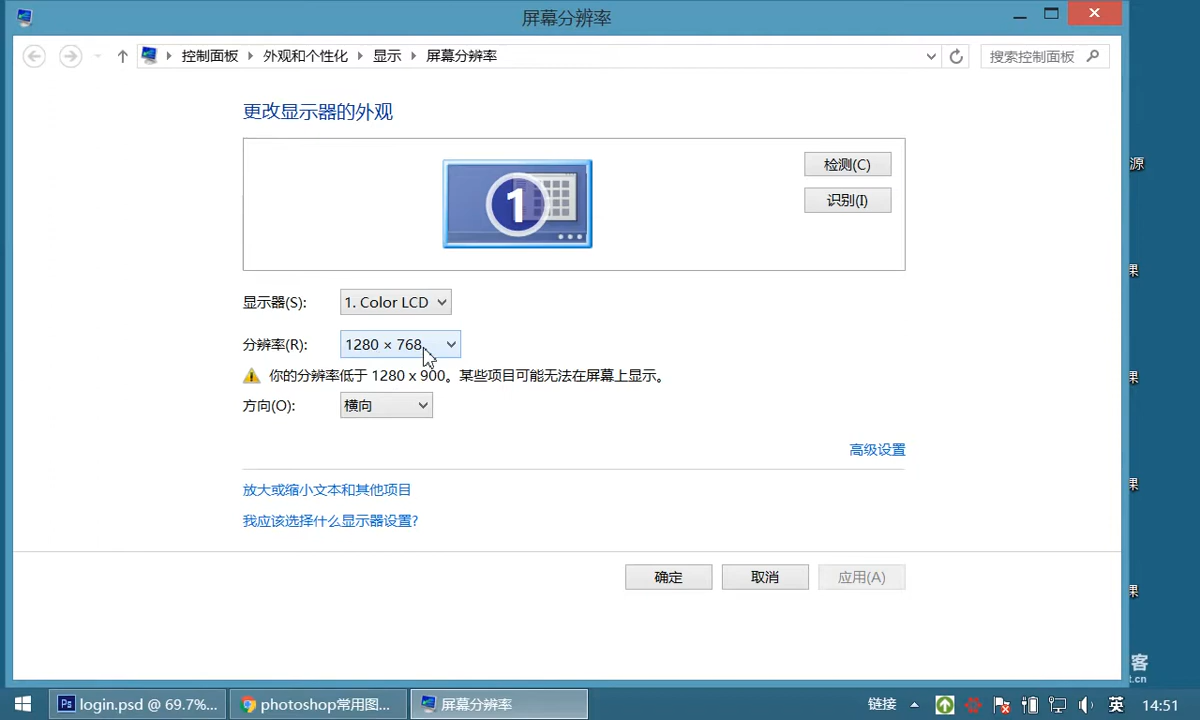 屏幕分辨率
控制面板 外观和个性化 显示 屏幕分辨率
搜索控制面板
更改显示器的外观
1
检测(C)
识别(I)
显示器(S): 1. Color LCD
分辨率(R): 1280 × 768
你的分辨率低于 1280 x 900。某些项目可能无法在屏幕上显示。
方向(O): 横向
高级设置
放大或缩小文本和其他项目
我应该选择什么显示器设置?
确定 取消 应用(A)
源
课
课
课
课
客
t.cn
Ps login.psd @ 69.7%... photoshop常用图... 屏幕分辨率 链接 英 14:51